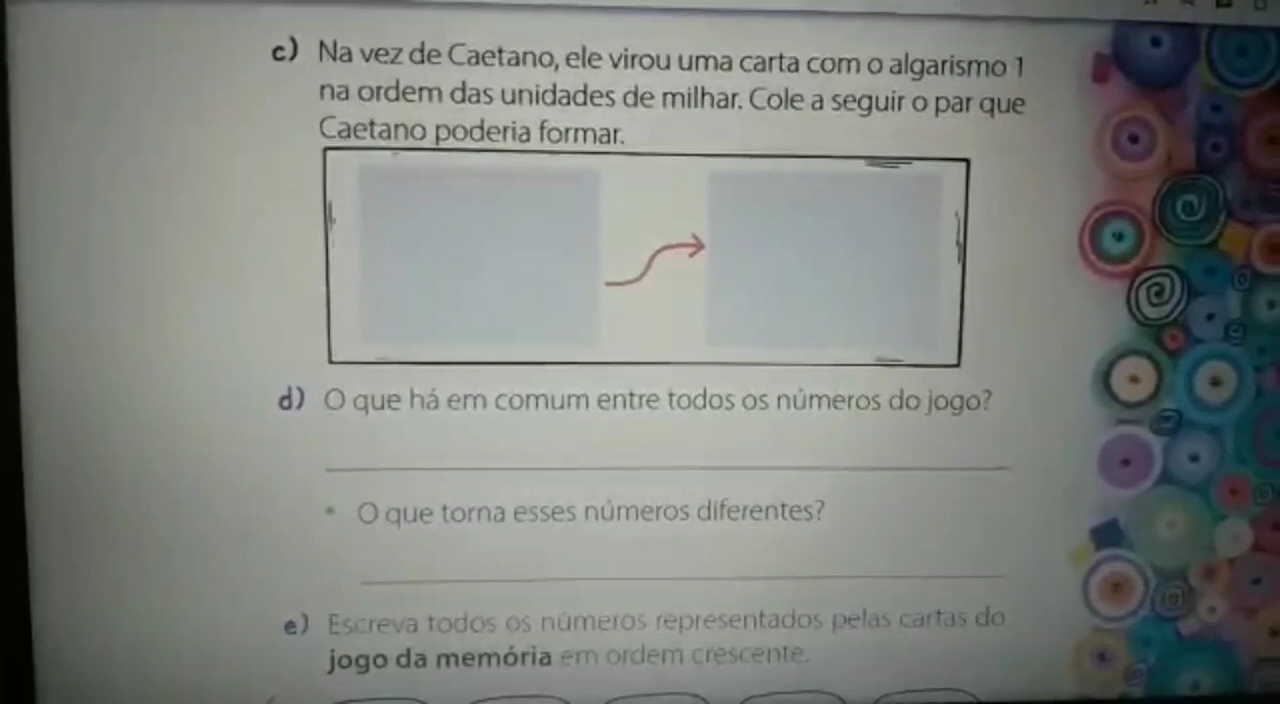 c) Na vez de Caetano, ele virou uma carta com o algarismo 1
na ordem das unidades de milhar. Cole a seguir o par que
Caetano poderia formar.
d) O que há em comum entre todos os números do jogo?
• O que torna esses números diferentes?
e) Escreva todos os números representados pelas cartas do
jogo da memória em ordem crescente.